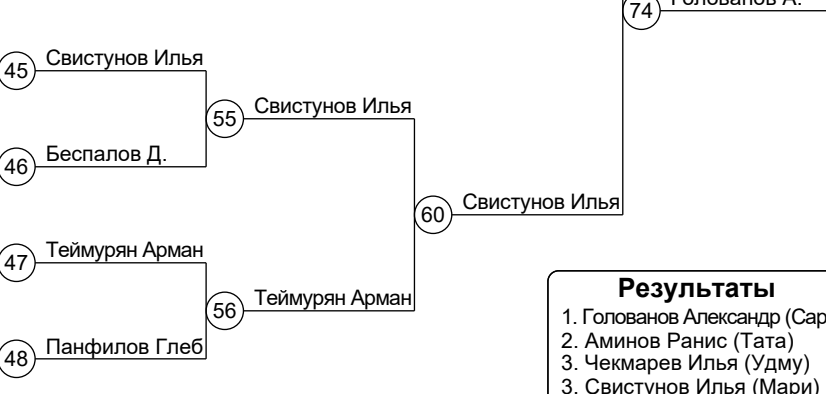 74 Голованов А.
45 Свистунов Илья
55 Свистунов Илья
46 Беспалов Д.
60 Свистунов Илья
47 Теймурян Арман
56 Теймурян Арман
48 Панфилов Глеб
Результаты
1. Голованов Александр (Сар
2. Аминов Ранис (Тата)
3. Чекмарев Илья (Удму)
3. Свистунов Илья (Мари)